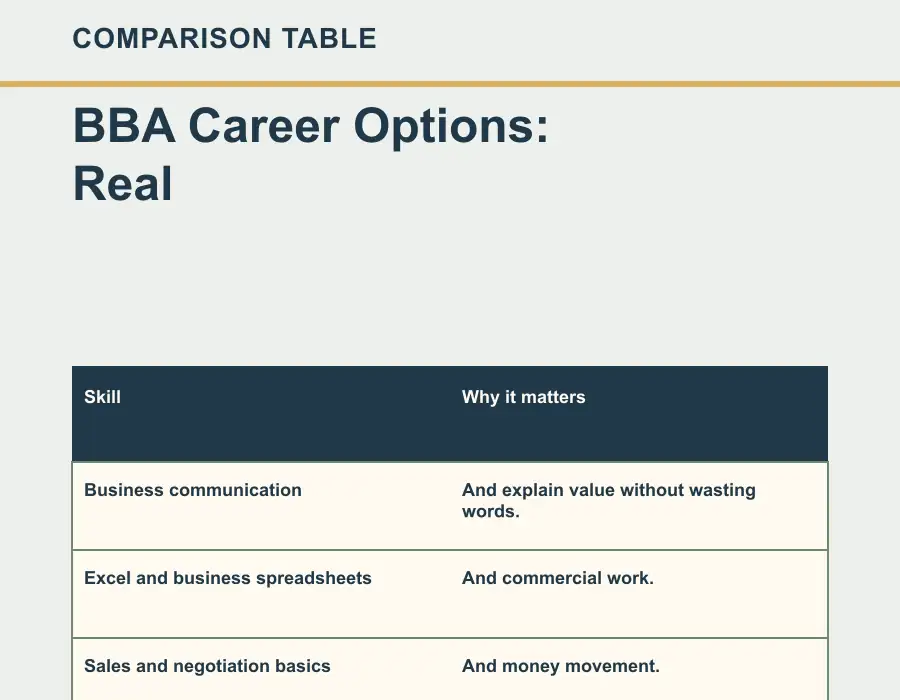 COMPARISON TABLE
BBA Career Options:
Real
Skill
Why it matters
Business communication
And explain value without wasting
words.
Excel and business spreadsheets
And commercial work.
Sales and negotiation basics
And money movement.